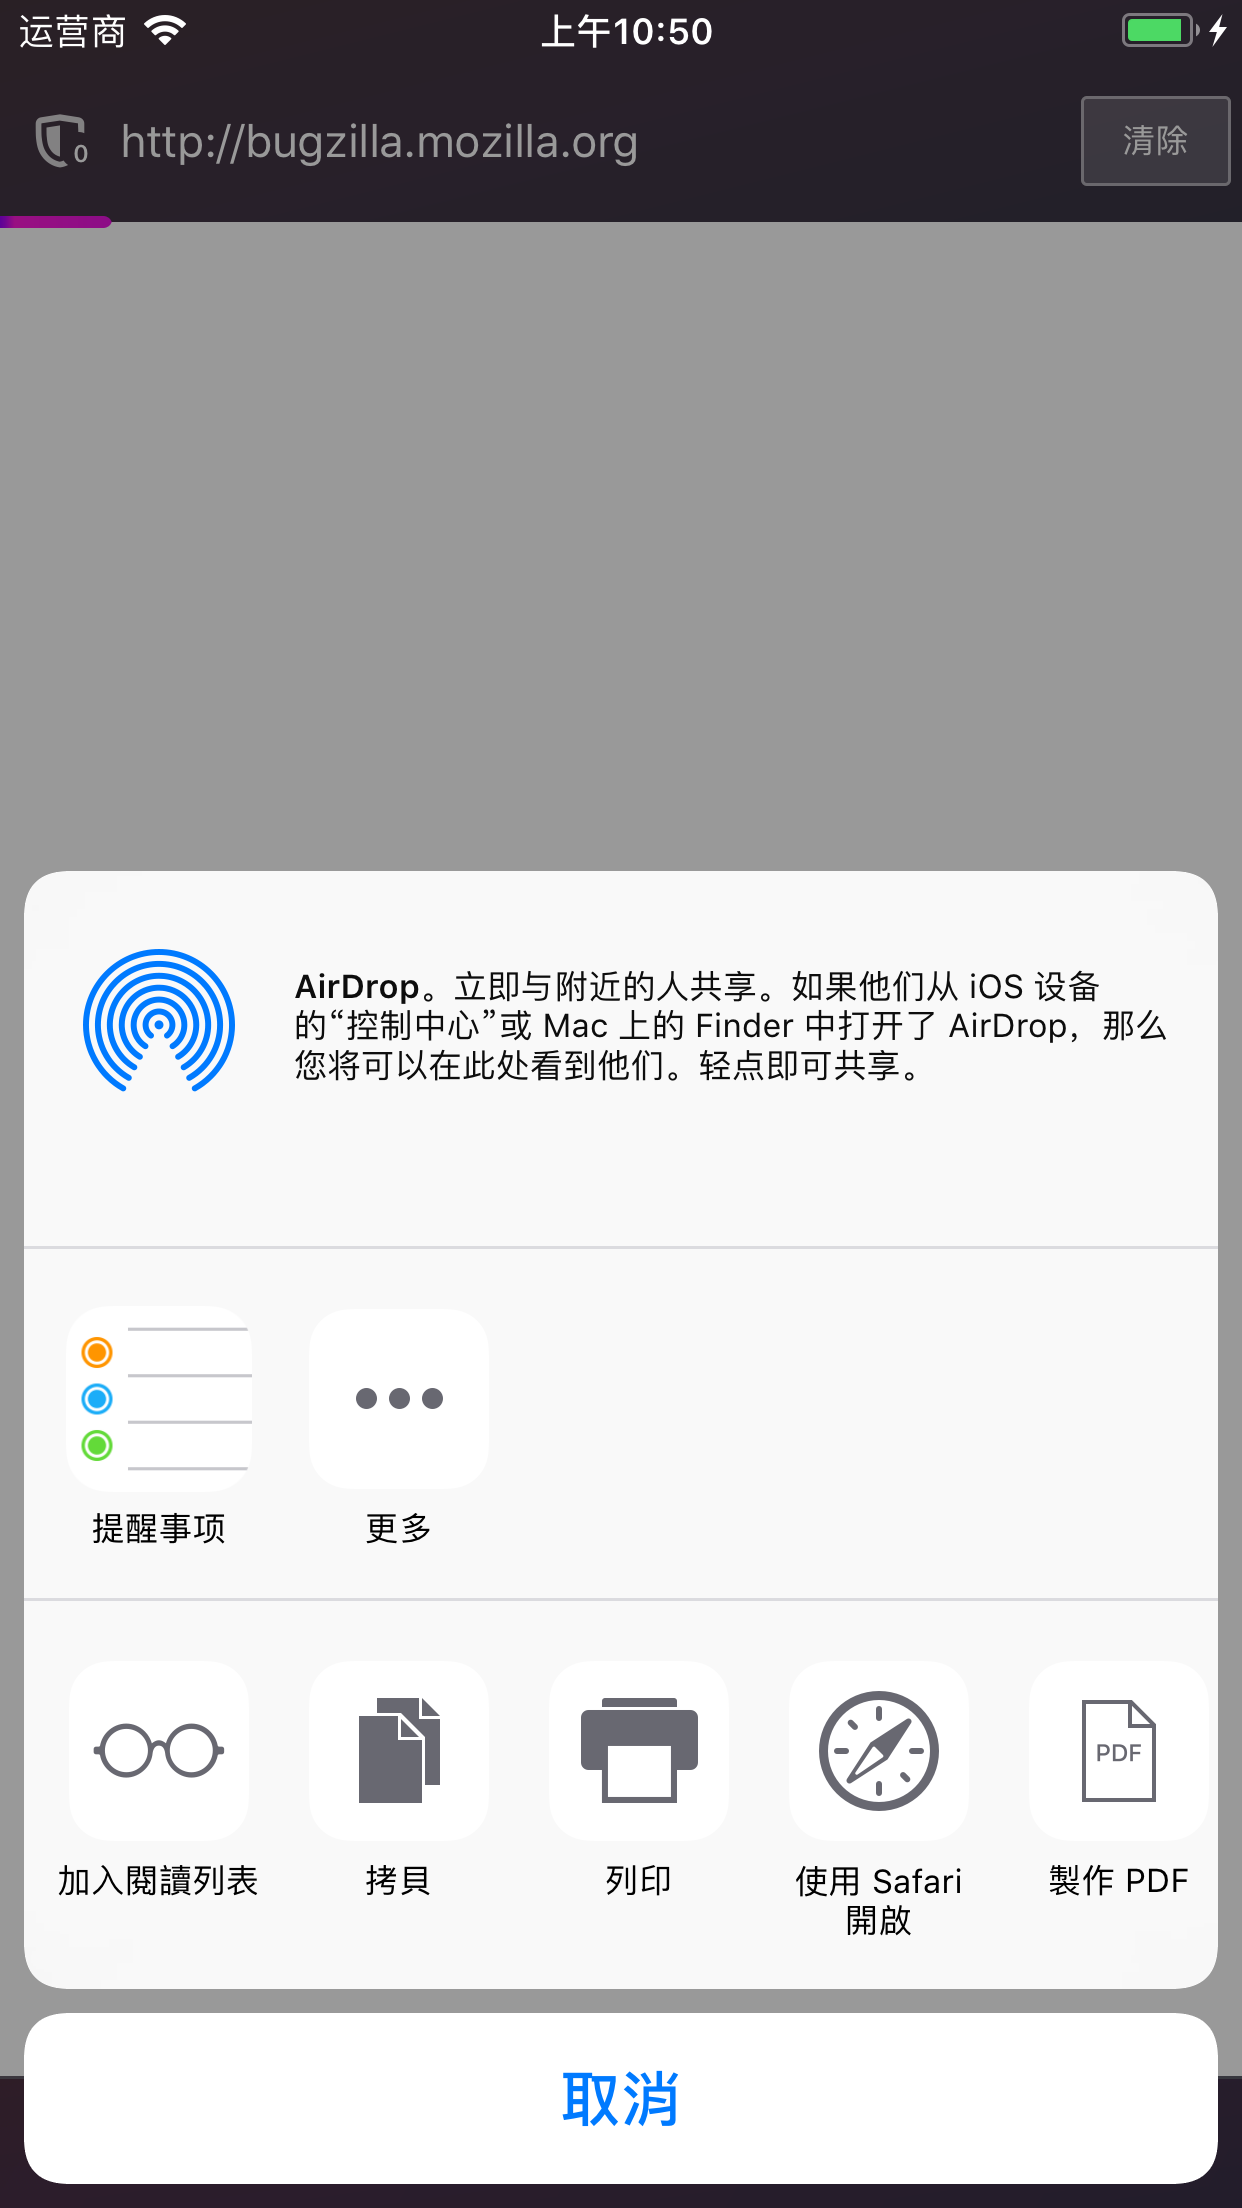 运营商 上午10:50
0 http://bugzilla.mozilla.org 清除
AirDrop。立即与附近的人共享。如果他们从 iOS 设备
的“控制中心”或 Mac 上的 Finder 中打开了 AirDrop，那么
您将可以在此处看到他们。轻点即可共享。
提醒事项 更多
PDF
加入閱讀列表 拷貝 列印 使用 Safari 製作 PDF
開啟
取消